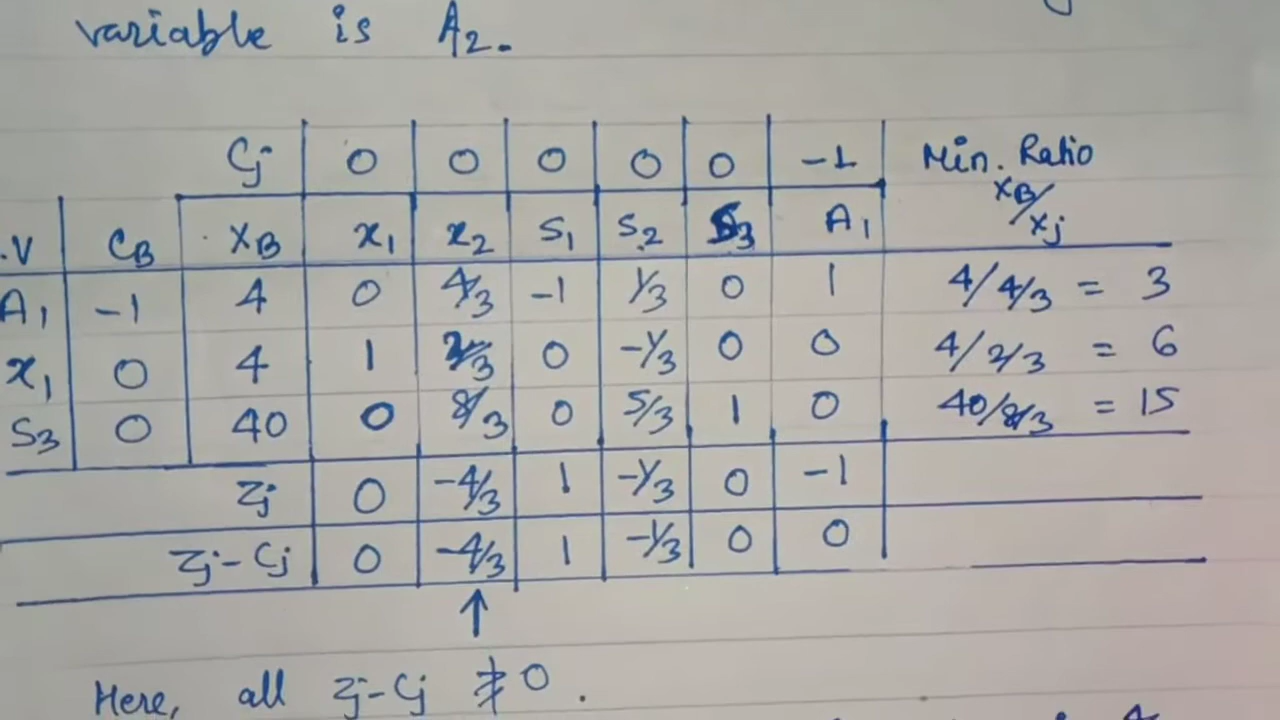 variable is A₂.
Cj 0 0 0 0 0 -1 Min. Ratio
XB/Xj
.V CB XB x₁ x₂ S₁ S₂ S₃ A₁
A₁ -1 4 0 4/3 -1 1/3 0 1 4/4/3 = 3
x₁ 0 4 1 2/3 0 -1/3 0 0 4/2/3 = 6
S₃ 0 40 0 8/3 0 5/3 1 0 40/8/3 = 15
Zj 0 -4/3 1 -1/3 0 -1
Zj-Cj 0 -4/3 1 -1/3 0 0
↑
Here, all Zj-Cj ≱ 0.